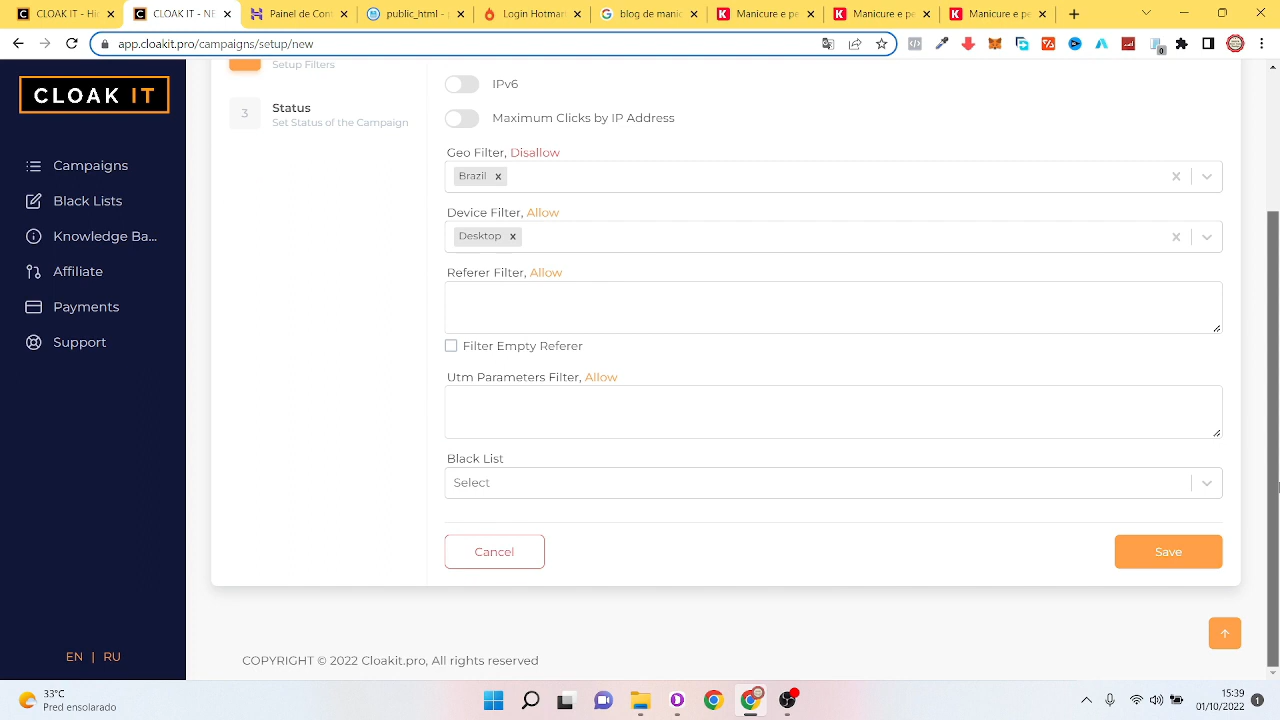 CLOAK IT -
CLOAK IT - NE
Painel de Con
public_html -
Login Hotmar
blog de manic
Manicure e pe
Manicure e pe
Manicure e pe
app.cloakit.pro/campaigns/setup/new
CLOAK IT
Campaigns
Black Lists
Knowledge Ba...
Affiliate
Payments
Support
EN | RU
Setup Filters
3
Status
Set Status of the Campaign
IPv6
Maximum Clicks by IP Address
Geo Filter, Disallow
Brazil x
Device Filter, Allow
Desktop x
Referer Filter, Allow
Filter Empty Referer
Utm Parameters Filter, Allow
Black List
Select
Cancel
Save
COPYRIGHT © 2022 Cloakit.pro, All rights reserved
33°C
Pred ensolarado
15:39
01/10/2022
1